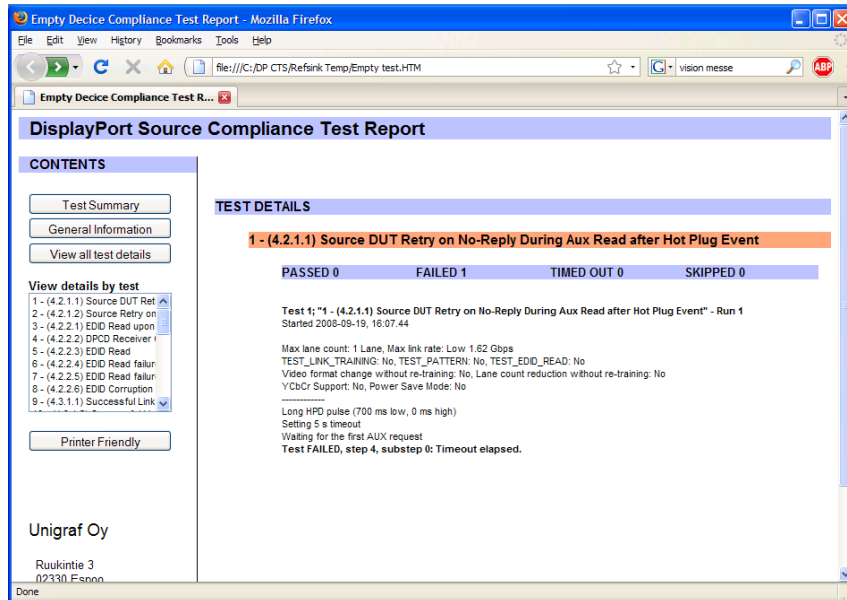 Empty Decice Compliance Test Report - Mozilla Firefox
File Edit View History Bookmarks Tools Help
file:///C:/DP CTS/Refsink Temp/Empty test.HTM
G vision messe
ABP
Empty Decice Compliance Test R...
DisplayPort Source Compliance Test Report
CONTENTS
Test Summary
General Information
View all test details
View details by test
1 - (4.2.1.1) Source DUT Ret
2 - (4.2.1.2) Source Retry on
3 - (4.2.2.1) EDID Read upon
4 - (4.2.2.2) DPCD Receiver
5 - (4.2.2.3) EDID Read
6 - (4.2.2.4) EDID Read failur
7 - (4.2.2.5) EDID Read failur
8 - (4.2.2.6) EDID Corruption
9 - (4.3.1.1) Successful Link
Printer Friendly
Unigraf Oy
Ruukintie 3
02330 Espoo
TEST DETAILS
1 - (4.2.1.1) Source DUT Retry on No-Reply During Aux Read after Hot Plug Event
PASSED 0 FAILED 1 TIMED OUT 0 SKIPPED 0
Test 1; "1 - (4.2.1.1) Source DUT Retry on No-Reply During Aux Read after Hot Plug Event" - Run 1
Started 2008-09-19, 16:07.44
Max lane count: 1 Lane, Max link rate: Low 1.62 Gbps
TEST_LINK_TRAINING: No, TEST_PATTERN: No, TEST_EDID_READ: No
Video format change without re-training: No, Lane count reduction without re-training: No
YCbCr Support: No, Power Save Mode: No
------------
Long HPD pulse (700 ms low, 0 ms high)
Setting 5 s timeout
Waiting for the first AUX request
Test FAILED, step 4, substep 0: Timeout elapsed.
Done